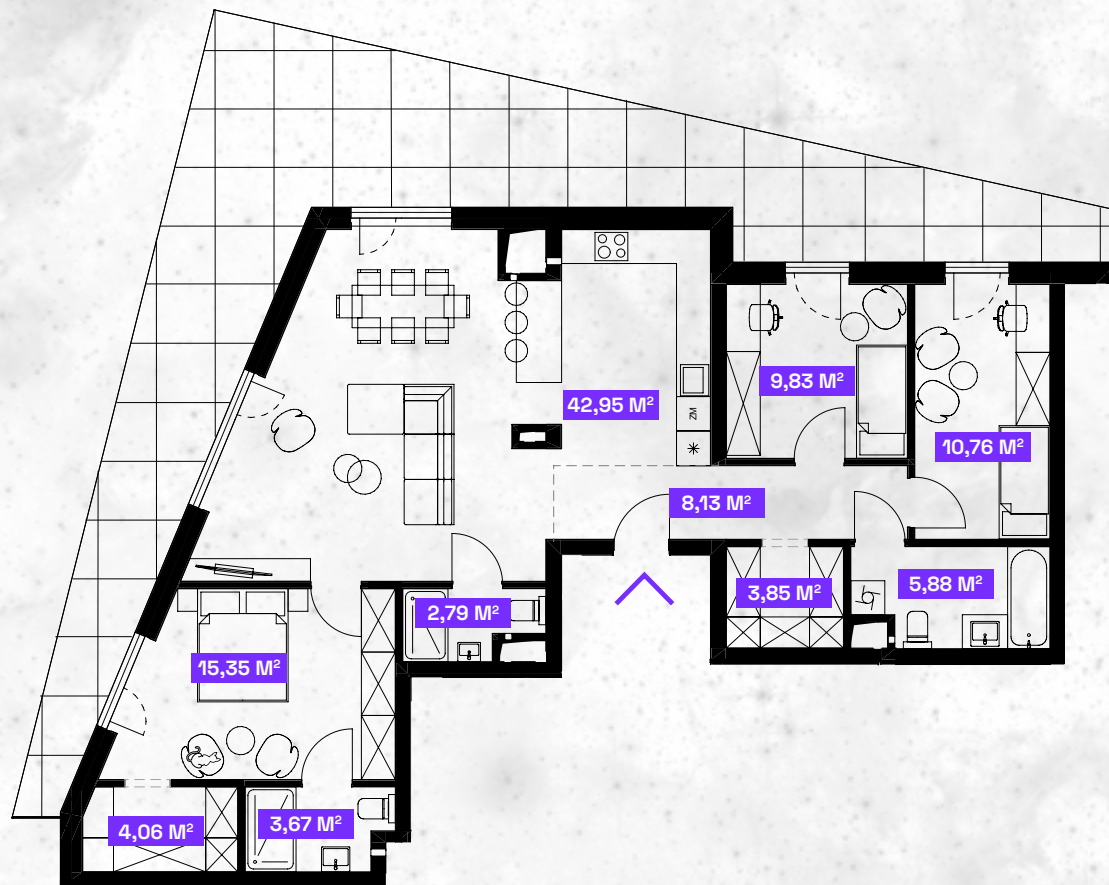 42,95 M²
9,83 M²
ZM
10,76 M²
8,13 M²
3,85 M²
5,88 M²
2,79 M²
15,35 M²
4,06 M²
3,67 M²